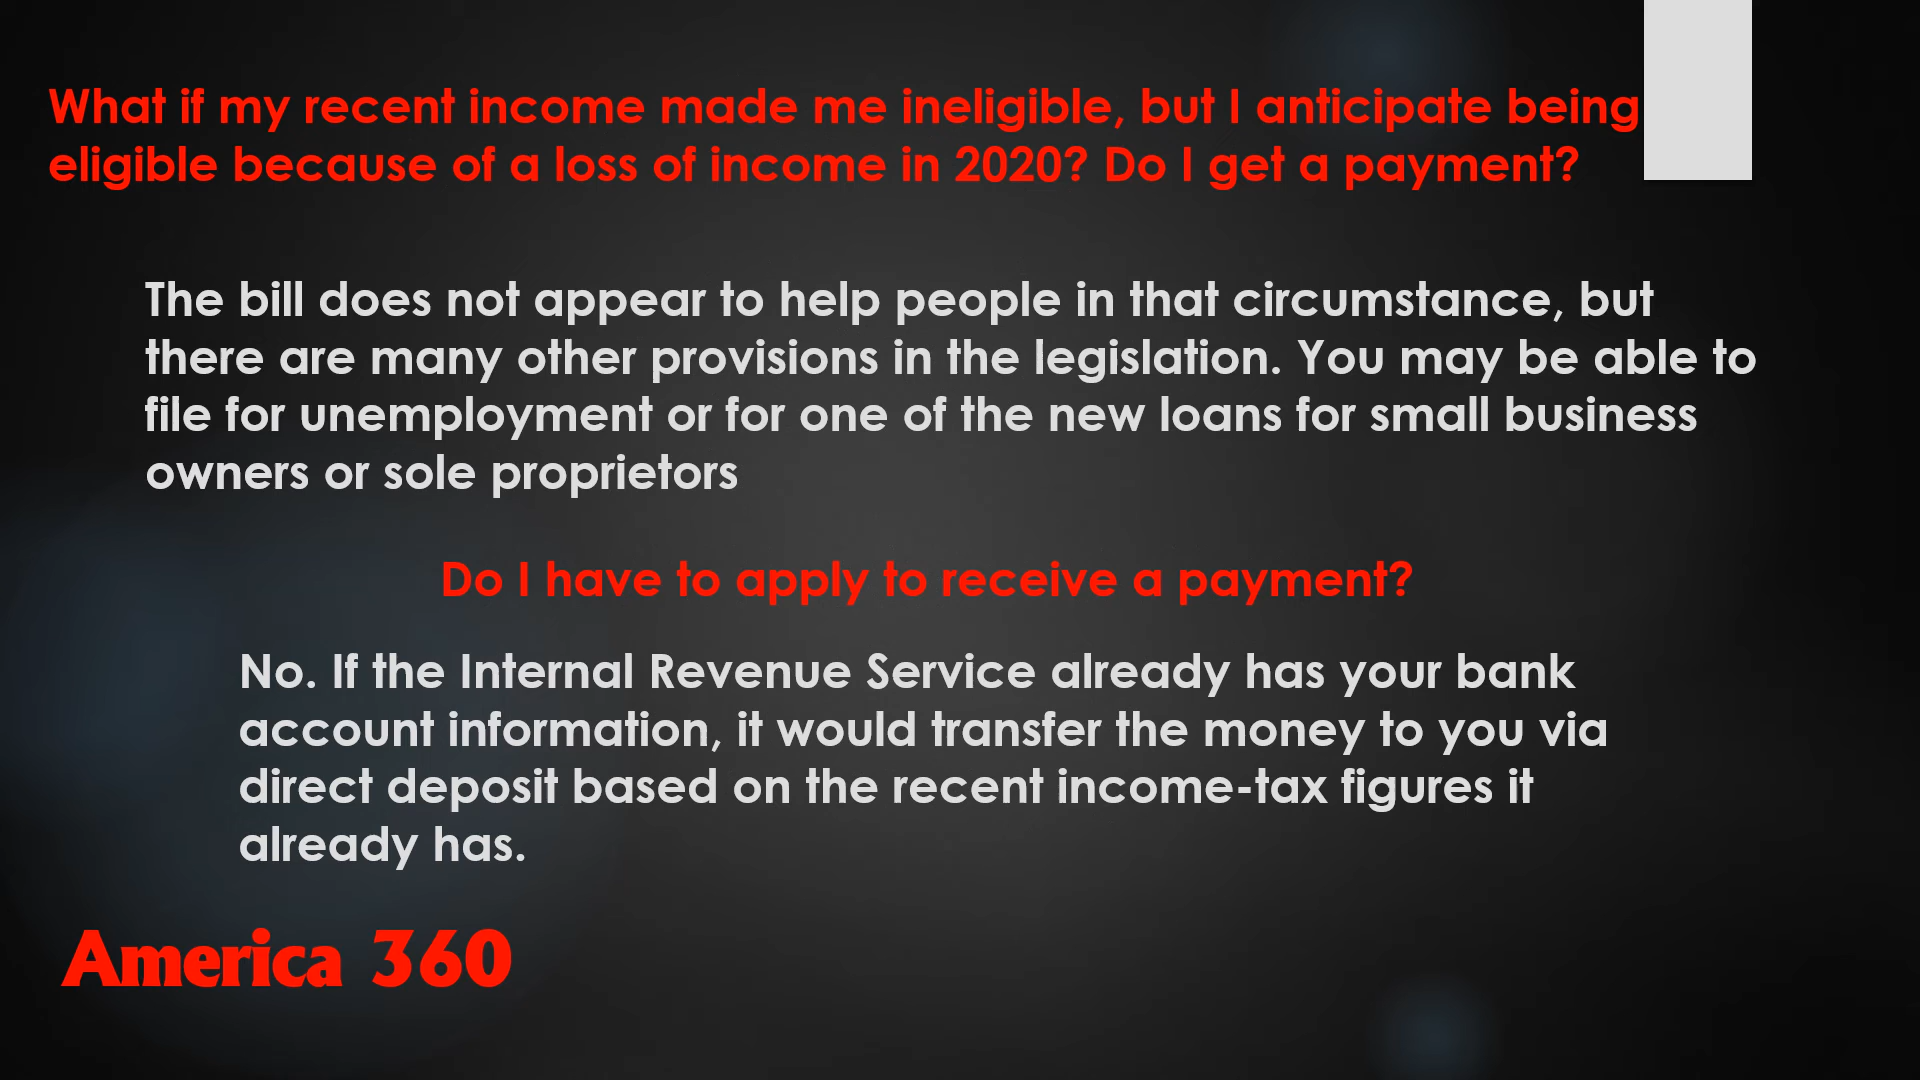 What if my recent income made me ineligible, but I anticipate being
eligible because of a loss of income in 2020? Do I get a payment?
The bill does not appear to help people in that circumstance, but
there are many other provisions in the legislation. You may be able to
file for unemployment or for one of the new loans for small business
owners or sole proprietors
Do I have to apply to receive a payment?
No. If the Internal Revenue Service already has your bank
account information, it would transfer the money to you via
direct deposit based on the recent income-tax figures it
already has.
America 360